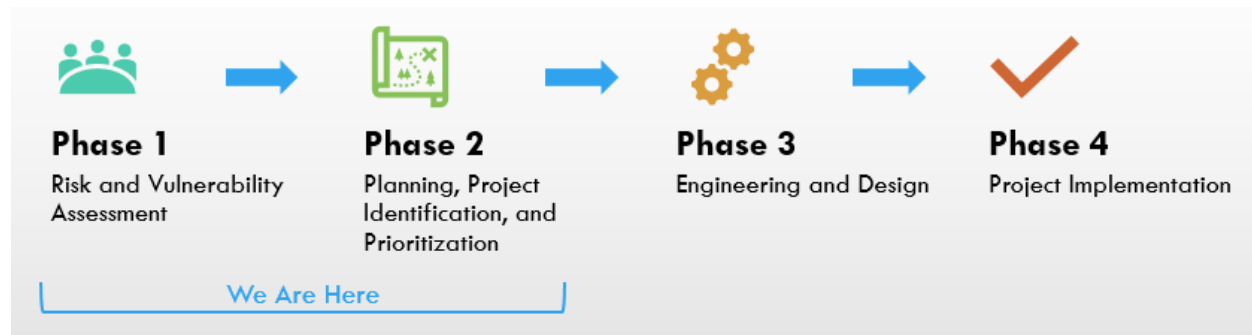 Phase 1
Risk and Vulnerability
Assessment
Phase 2
Planning, Project
Identification, and
Prioritization
Phase 3
Engineering and Design
Phase 4
Project Implementation
We Are Here